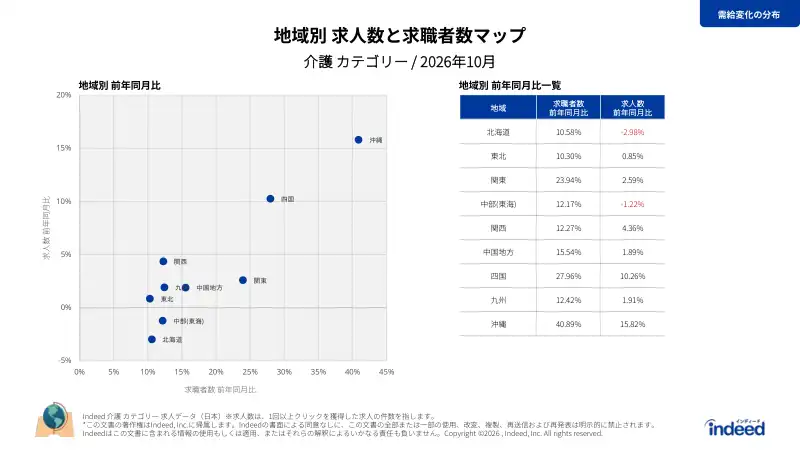 需給変化の分布
地域別 求人数と求職者数マップ
介護 カテゴリー / 2026年10月
地域別 前年同月比
20%
15%
10%
5%
0%
-5%
求人数 前年同月比
沖縄
四国
関西
関東
九州
中国地方
東北
中部(東海)
北海道
0%
5%
10%
15%
20%
25%
30%
35%
40%
45%
求職者数 前年同月比
地域別 前年同月比一覧
地域 求職者数 前年同月比 求人数 前年同月比
北海道 10.58% -2.98%
東北 10.30% 0.85%
関東 23.94% 2.59%
中部(東海) 12.17% -1.22%
関西 12.27% 4.36%
中国地方 15.54% 1.89%
四国 27.96% 10.26%
九州 12.42% 1.91%
沖縄 40.89% 15.82%
Indeed 介護 カテゴリー 求人データ（日本）※求人数は、1回以上クリックを獲得した求人の件数を指します。
*この文書の著作権はIndeed, Inc.に帰属します。Indeedの書面による同意なしに、この文書の全部または一部の使用、改変、複製、再送信および再発表は明示的に禁止されます。
Indeedはこの文書に含まれる情報の使用もしくは適用、またはそれらの解釈によるいかなる責任も負いません。Copyright ©2026 , Indeed, Inc. All rights reserved.
インディード
indeed